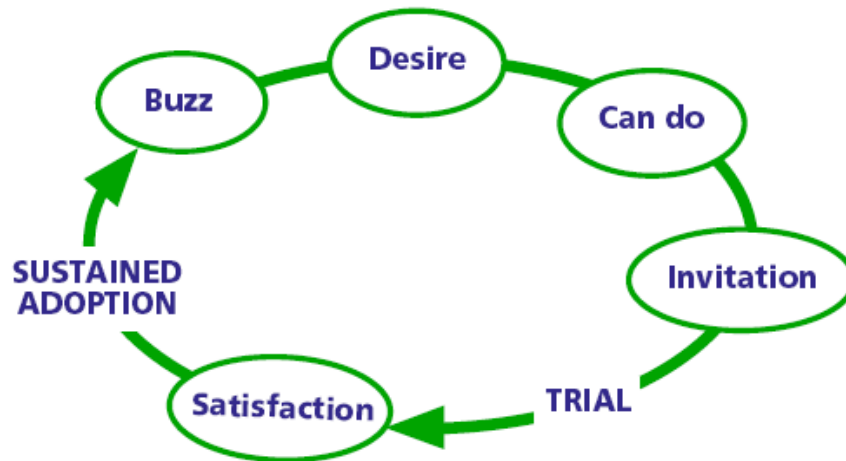 Desire
Buzz
Can do
Invitation
SUSTAINED
ADOPTION
TRIAL
Satisfaction